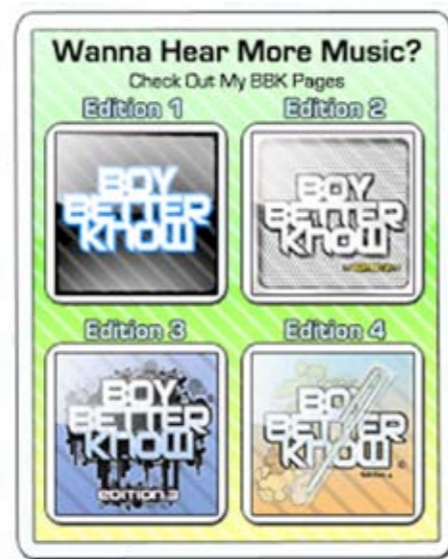 Wanna Hear More Music?
Check Out My BBK Pages
Edition 1
Edition 2
BOY
BETTER
KNOW
BOY
BETTER
KNOW
Edition 3
Edition 4
BOY
BETTER
KNOW
EDITION.3
BOY
BETTER
KNOW